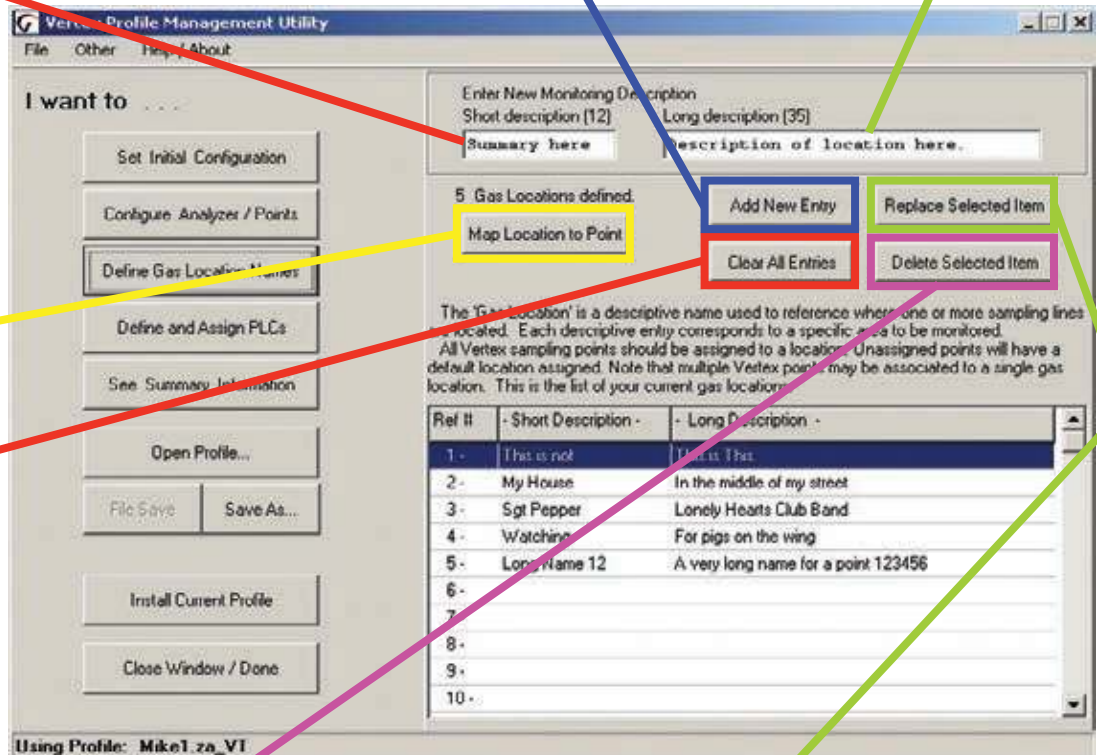 Vertex Profile Management Utility
File Other Help / About
I want to ...
Set Initial Configuration
Configure Analyzer / Points
Define Gas Location Names
Define and Assign PLCs
See Summary Information
Open Profile...
File Save Save As...
Install Current Profile
Close Window / Done
Enter New Monitoring Description
Short description [12] Long description [35]
Summary here Description of location here.
5 Gas Locations defined.
Map Location to Point
Add New Entry Replace Selected Item
Clear All Entries Delete Selected Item
The 'Gas Location' is a descriptive name used to reference where one or more sampling lines
are located. Each descriptive entry corresponds to a specific area to be monitored.
All Vertex sampling points should be assigned to a location. Unassigned points will have a
default location assigned. Note that multiple Vertex points may be associated to a single gas
location. This is the list of your current gas locations.
Ref # - Short Description - - Long Description -
1 - This is not That is This
2 - My House In the middle of my street
3 - Sgt Pepper Lonely Hearts Club Band
4 - Watching For pigs on the wing
5 - Long Name 12 A very long name for a point 123456
6 -
7 -
8 -
9 -
10 -
Using Profile: Mike1.za_VT